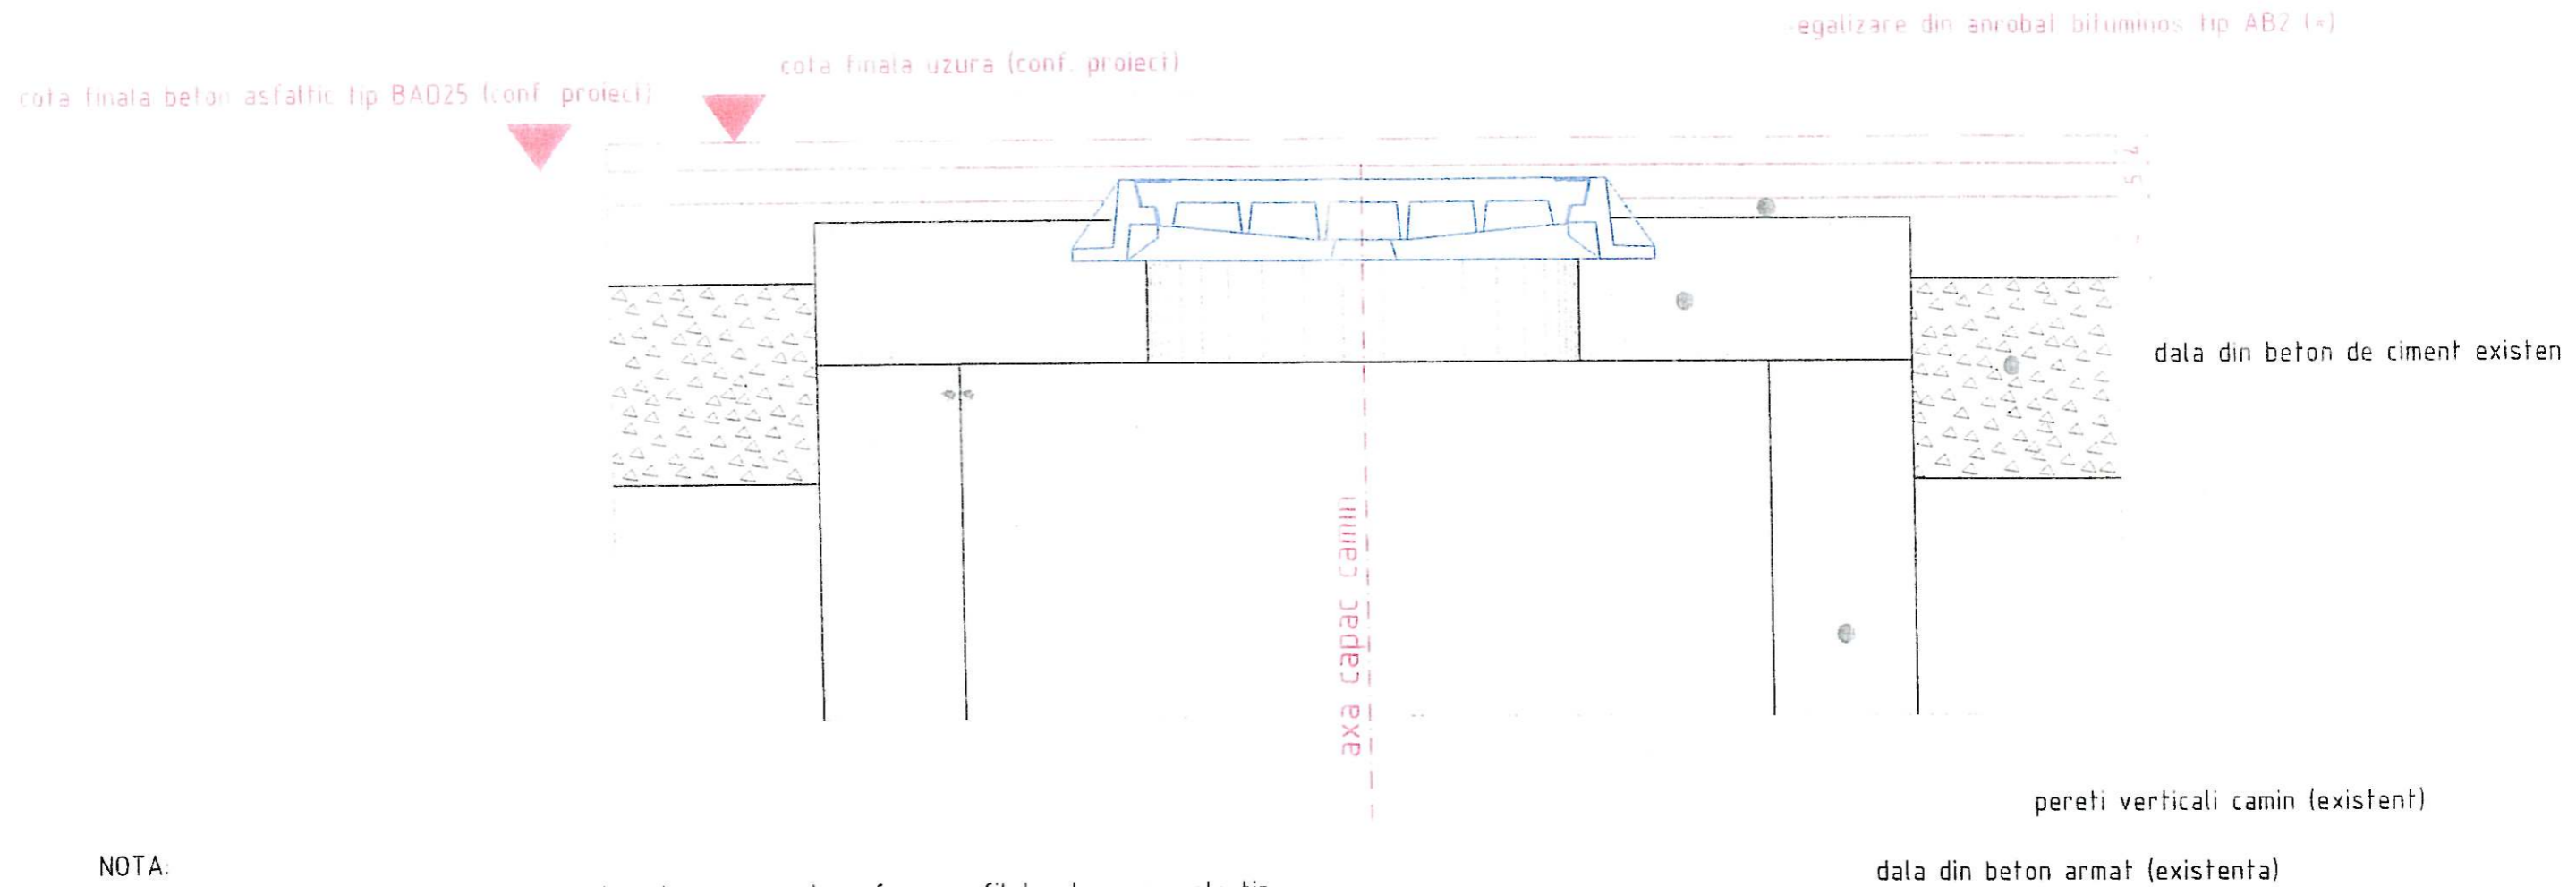 -egalizare din anrobat bituminos tip AB2 (*)
cota finala uzura (conf. proiect)
cota finala beton asfaltic tip BAD25 (conf. proiect)
5
dala din beton de ciment existen
axa capac camin
pereti verticali camin (existent)
NOTA:
dala din beton armat (existenta)